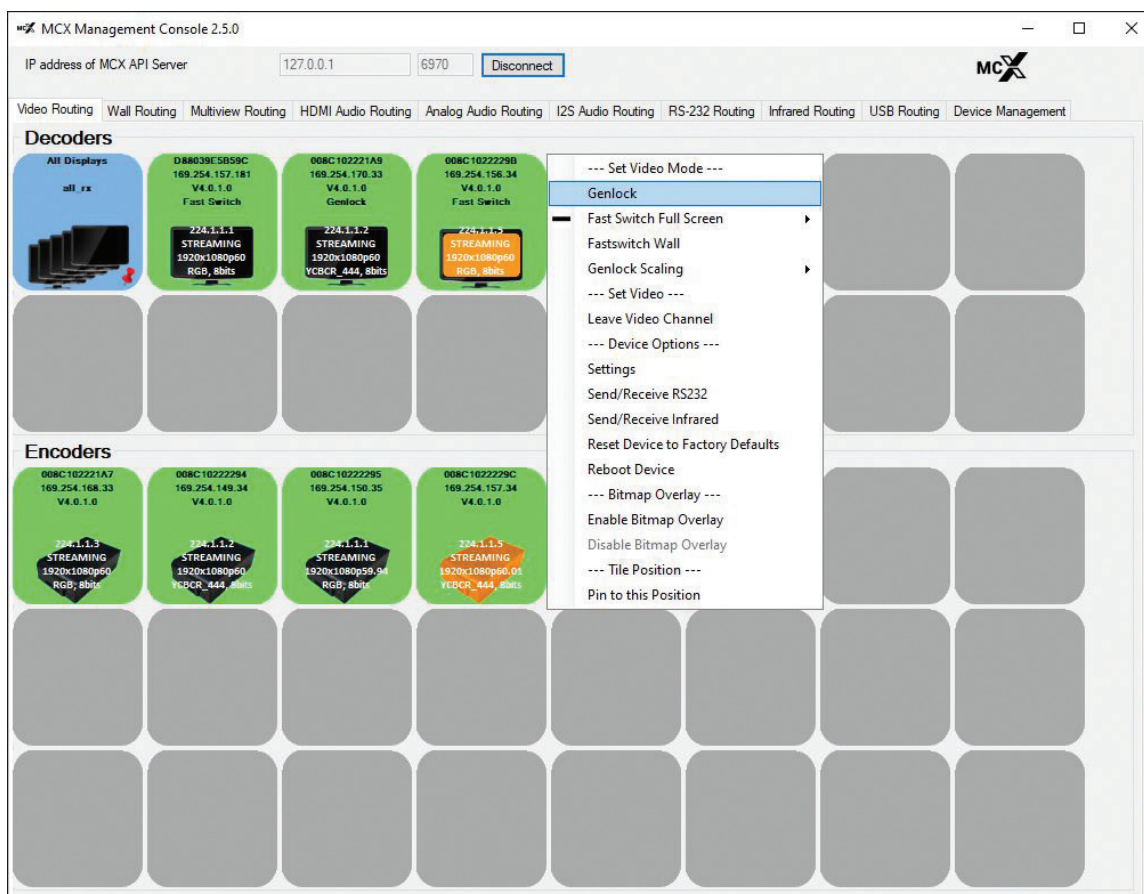 MCX MCX Management Console 2.5.0
IP address of MCX API Server 127.0.0.1 6970 Disconnect MCX
Video Routing Wall Routing Multiview Routing HDMI Audio Routing Analog Audio Routing I2S Audio Routing RS-232 Routing Infrared Routing USB Routing Device Management
Decoders
All Displays
all_rx
D88039E5B59C
169.254.157.181
V4.0.1.0
Fast Switch
224.1.1.1
STREAMING
1920x1080p60
RGB, 8bits
008C102221A9
169.254.170.33
V4.0.1.0
Genlock
224.1.1.2
STREAMING
1920x1080p60
YCBCR_444, 8bits
008C1022229B
169.254.156.34
V4.0.1.0
Fast Switch
224.1.1.5
STREAMING
1920x1080p60
RGB, 8bits
--- Set Video Mode ---
Genlock
Fast Switch Full Screen
Fastswitch Wall
Genlock Scaling
--- Set Video ---
Leave Video Channel
--- Device Options ---
Settings
Send/Receive RS232
Send/Receive Infrared
Reset Device to Factory Defaults
Reboot Device
--- Bitmap Overlay ---
Enable Bitmap Overlay
Disable Bitmap Overlay
--- Tile Position ---
Pin to this Position
Encoders
008C102221A7
169.254.168.33
V4.0.1.0
224.1.1.3
STREAMING
1920x1080p60
RGB, 8bits
008C10222294
169.254.149.34
V4.0.1.0
224.1.1.2
STREAMING
1920x1080p60
YCBCR_444, 8bits
008C10222295
169.254.150.35
V4.0.1.0
224.1.1.1
STREAMING
1920x1080p59.94
RGB, 8bits
008C1022229C
169.254.157.34
V4.0.1.0
224.1.1.5
STREAMING
1920x1080p60.01
YCBCR_444, 8bits